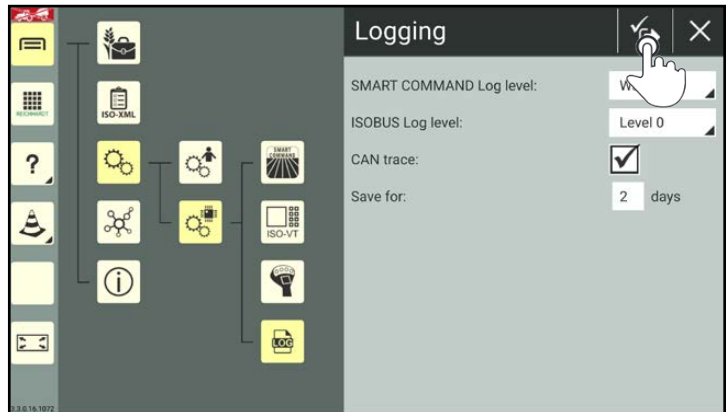 Logging
SMART COMMAND Log level:
ISOBUS Log level:
Level 0
CAN trace:
Save for:
2 days
REICHHARDT
ISO-XML
?
SMART
COMMAND
ISO-VT
LOG
1.3.0.16.1072